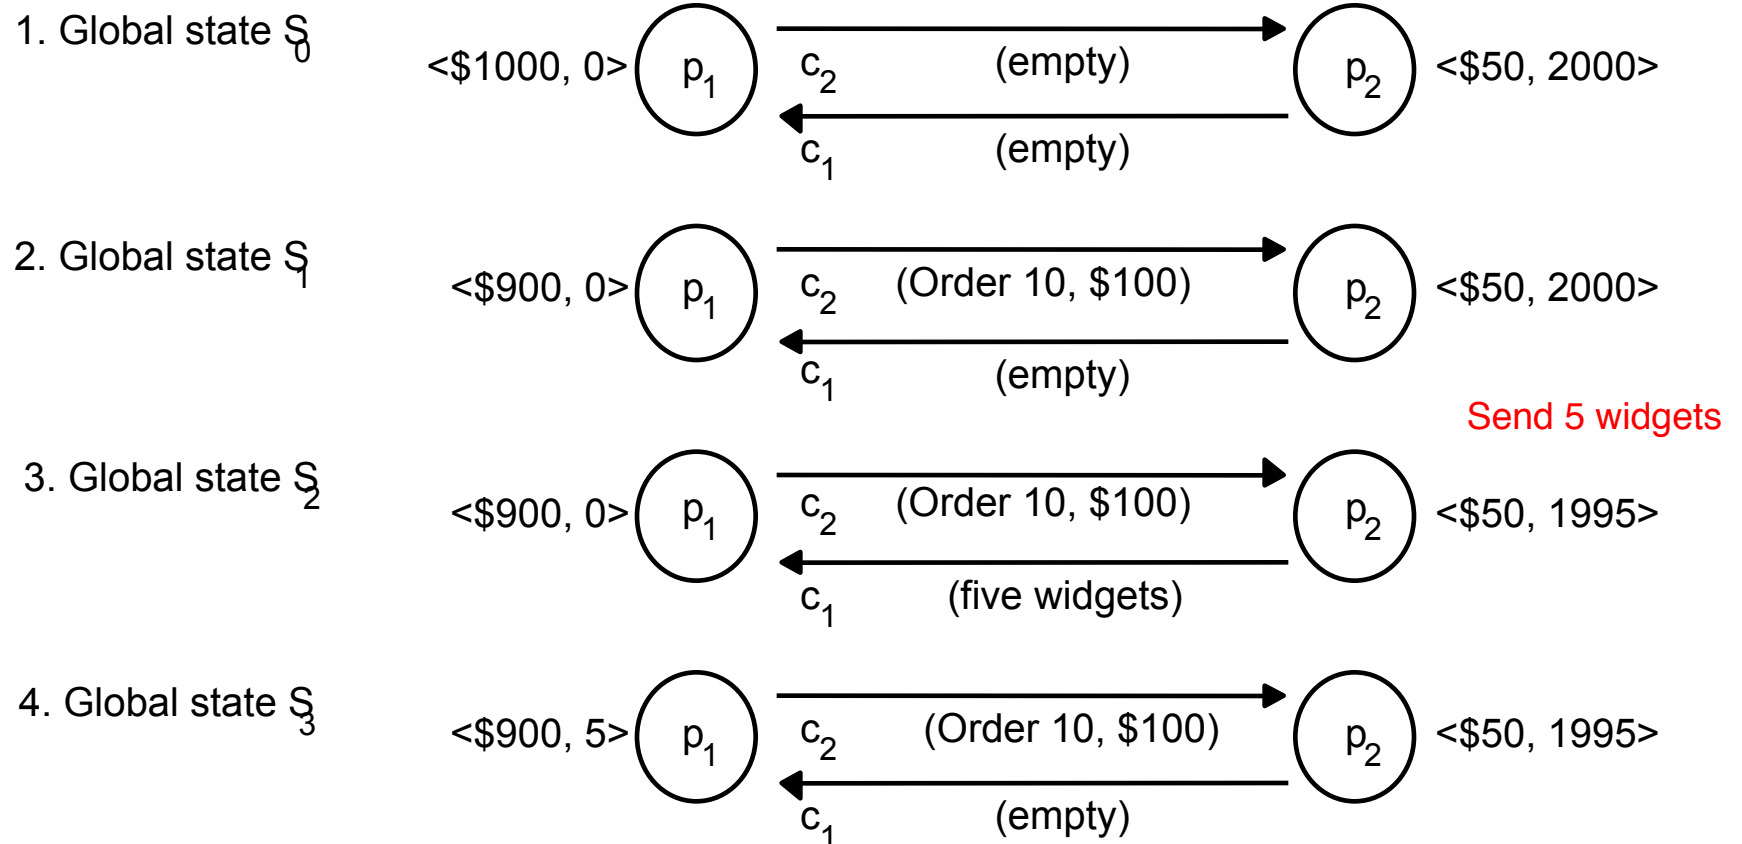 1. Global state S0
<$1000, 0> p1 c2 (empty) p2 <$50, 2000>
c1 (empty)
2. Global state S1
<$900, 0> p1 c2 (Order 10, $100) p2 <$50, 2000>
c1 (empty)
Send 5 widgets
3. Global state S2
<$900, 0> p1 c2 (Order 10, $100) p2 <$50, 1995>
c1 (five widgets)
4. Global state S3
<$900, 5> p1 c2 (Order 10, $100) p2 <$50, 1995>
c1 (empty)